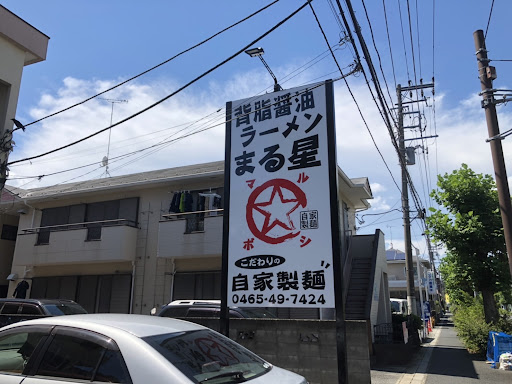 背脂醤油
ラーメン
まる星
マル
ボシ
自家
製麺
こだわりの
自家製麺
0465-49-7424